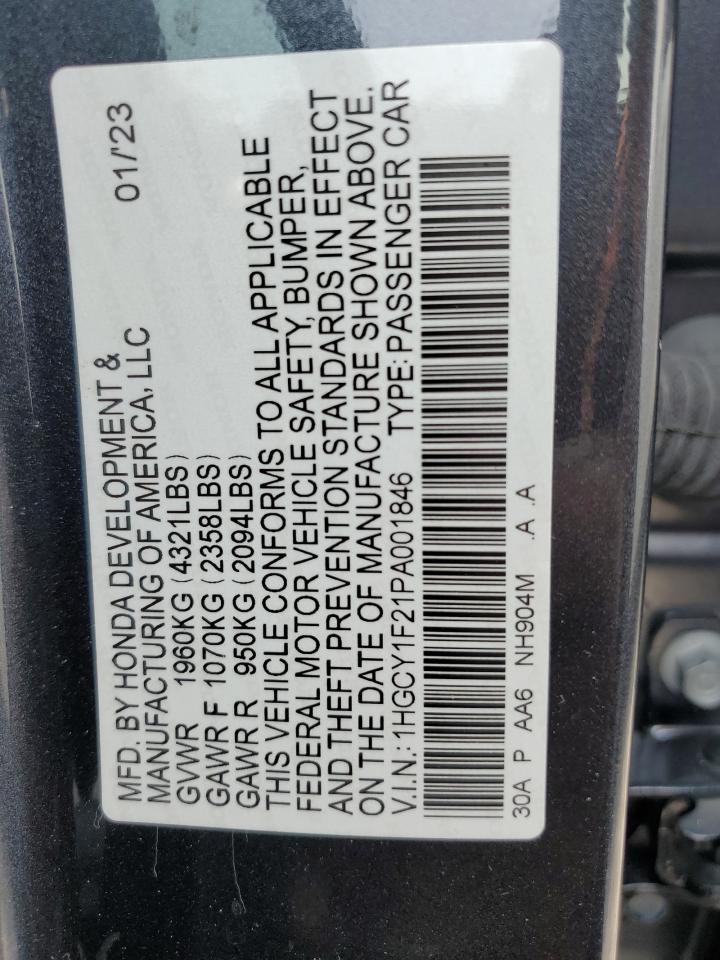 MFD. BY HONDA DEVELOPMENT &
MANUFACTURING OF AMERICA, LLC 01/'23
GVWR 1960KG (4321LBS)
GAWR F 1070KG (2358LBS)
GAWR R 950KG (2094LBS)
THIS VEHICLE CONFORMS TO ALL APPLICABLE
FEDERAL MOTOR VEHICLE SAFETY, BUMPER,
AND THEFT PREVENTION STANDARDS IN EFFECT
ON THE DATE OF MANUFACTURE SHOWN ABOVE.
V.I.N.: 1HGCY1F21PA001846 TYPE: PASSENGER CAR
30A P AA6 NH904M .A .A